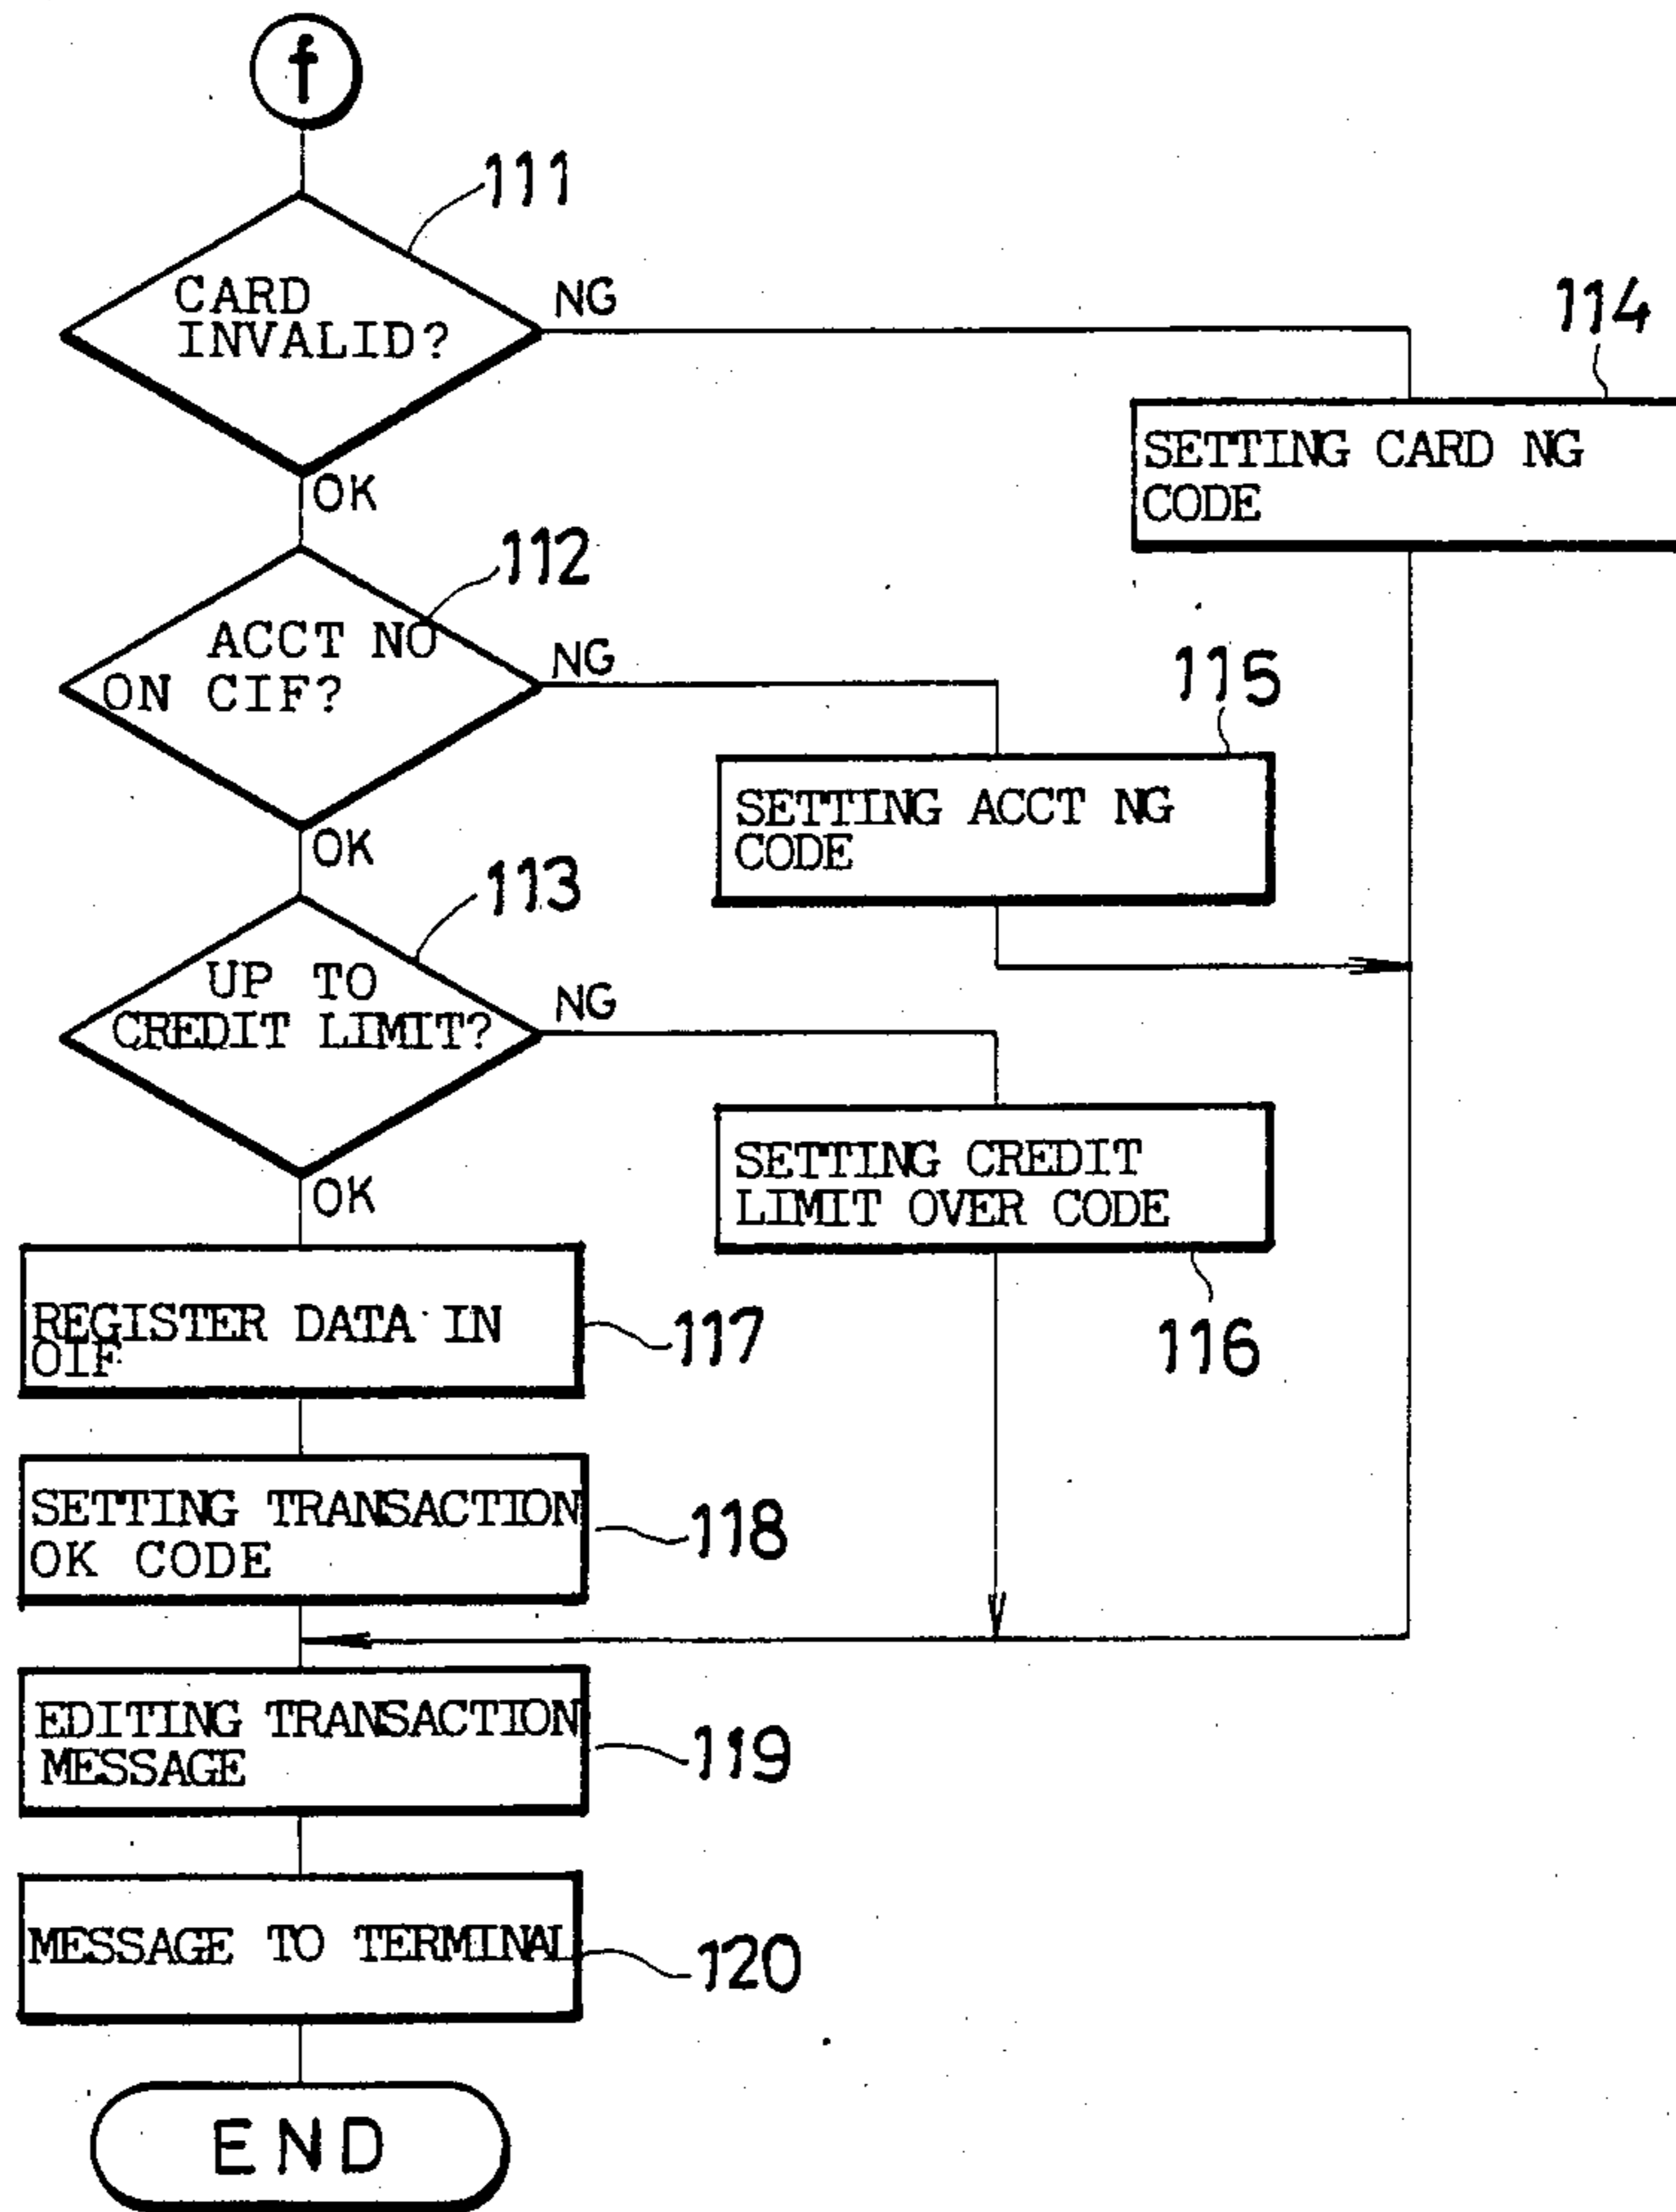 f
111
CARD
INVALID?
NG
114
SETTING CARD NG
CODE
OK
112
ACCT NO
ON CIF?
NG
115
SETTING ACCT NG
CODE
OK
113
UP TO
CREDIT LIMIT?
NG
SETTING CREDIT
LIMIT OVER CODE
116
OK
REGISTER DATA IN
OIF
117
SETTING TRANSACTION
OK CODE
118
EDITING TRANSACTION
MESSAGE
119
MESSAGE TO TERMINAL
120
END